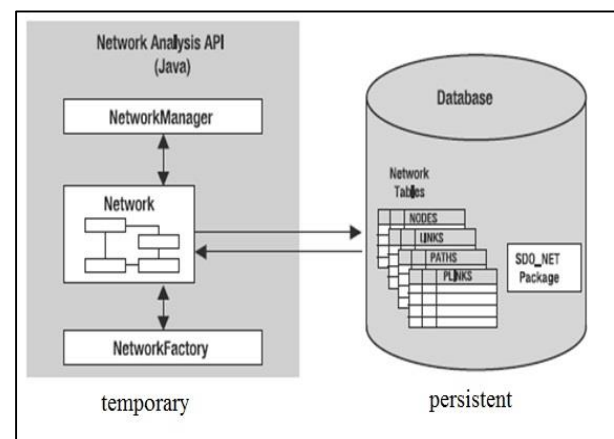 Network Analysis API
(Java)
NetworkManager
Network
NetworkFactory
temporary
Database
Network
Tables
NODES
LINKS
PATHS
PLINKS
SDO_NET
Package
persistent